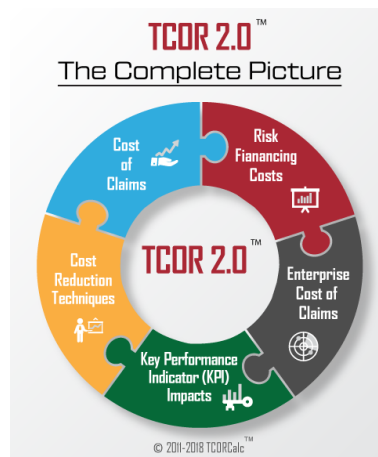 TCOR 2.0™
The Complete Picture
Cost
of
Claims
Risk
Fianancing
Costs
TCOR 2.0™
Cost
Reduction
Techniques
Enterprise
Cost of
Claims
Key Performance
Indicator (KPI)
Impacts
© 2011-2018 TCORCalc™